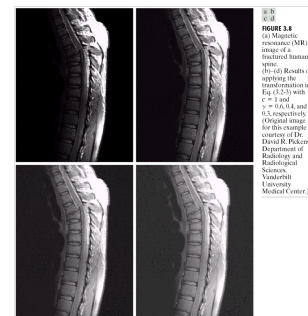 a b
c d
FIGURE 3.8
(a) Magnetic
resonance (MR)
image of a
fractured human
spine.
(b)–(d) Results of
applying the
transformation in
Eq. (3.2-3) with
c = 1 and
γ = 0.6, 0.4, and
0.3, respectively.
(Original image
for this example
courtesy of Dr.
David R. Pickens,
Department of
Radiology and
Radiological
Sciences,
Vanderbilt
University
Medical Center.)